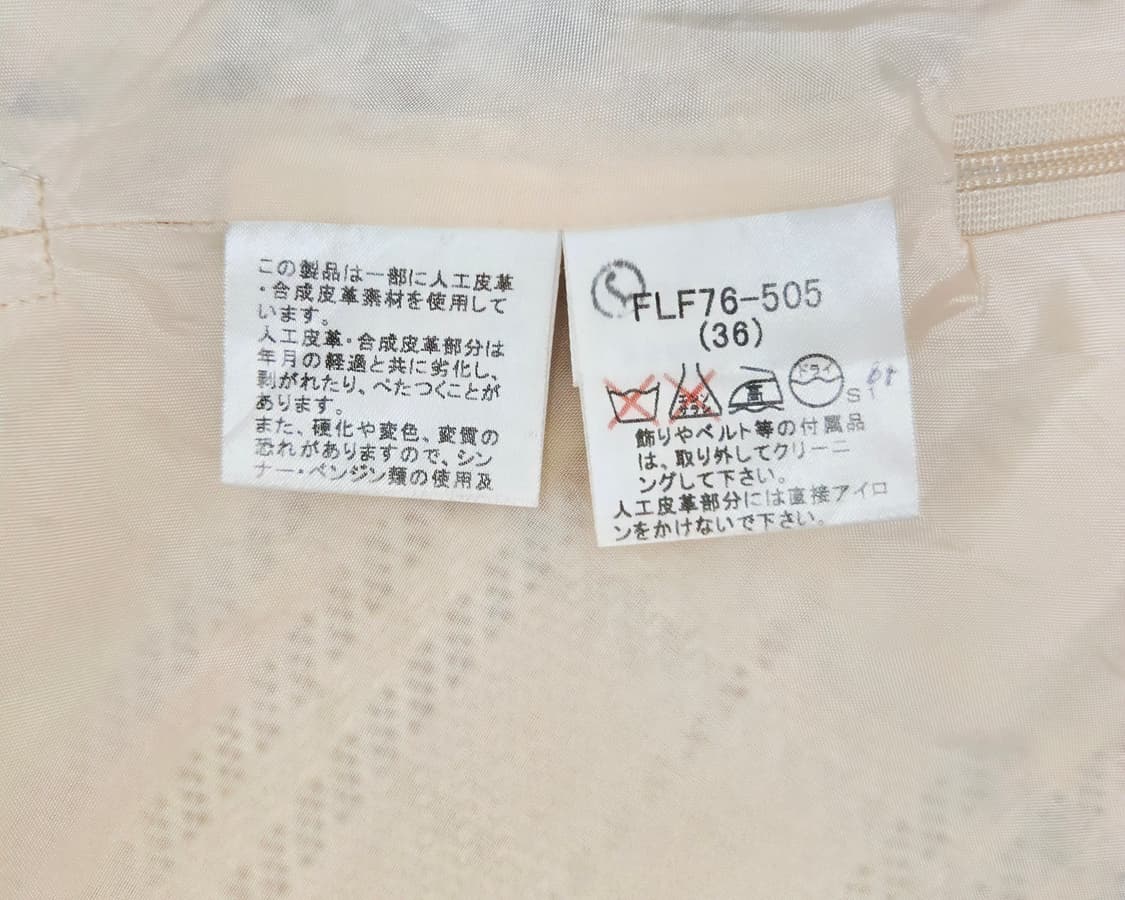 この製品は一部に人工皮革
・合成皮革素材を使用して
います。
人工皮革・合成皮革部分は
年月の経過と共に劣化し、
剥がれたり、べたつくことが
あります。
また、硬化や変色、変質の
恐れがありますので、シン
ナー・ベンジン類の使用及
FLF76-505
(36)
エンソ
サラシ
高
ドライ
S1
飾りやベルト等の付属品
は、取り外してクリーニ
ングして下さい。
人工皮革部分には直接アイロ
ンをかけないで下さい。